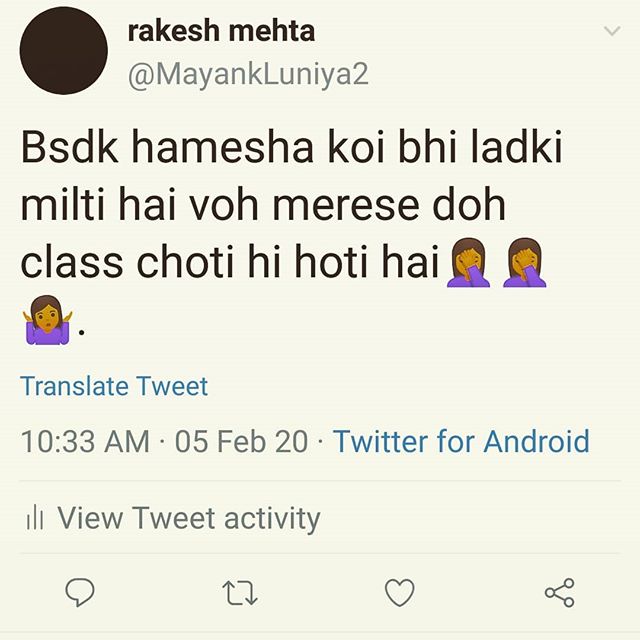 rakesh mehta
@MayankLuniya2
Bsdk hamesha koi bhi ladki
milti hai voh merese doh
class choti hi hoti hai🤦🏾‍♀️🤦🏾‍♀️
🤷🏾‍♀️.
Translate Tweet
10:33 AM · 05 Feb 20 · Twitter for Android
View Tweet activity